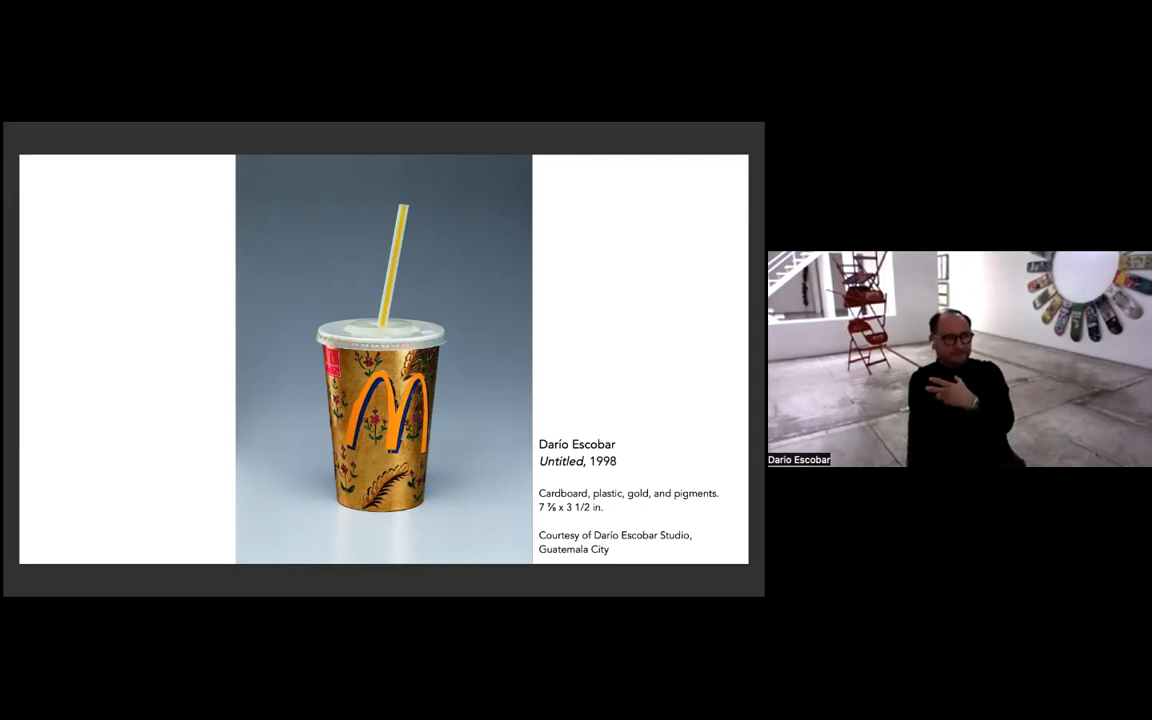 M
Darío Escobar
Untitled, 1998
Cardboard, plastic, gold, and pigments.
7 ⅞ x 3 1/2 in.
Courtesy of Darío Escobar Studio,
Guatemala City
Dario Escobar